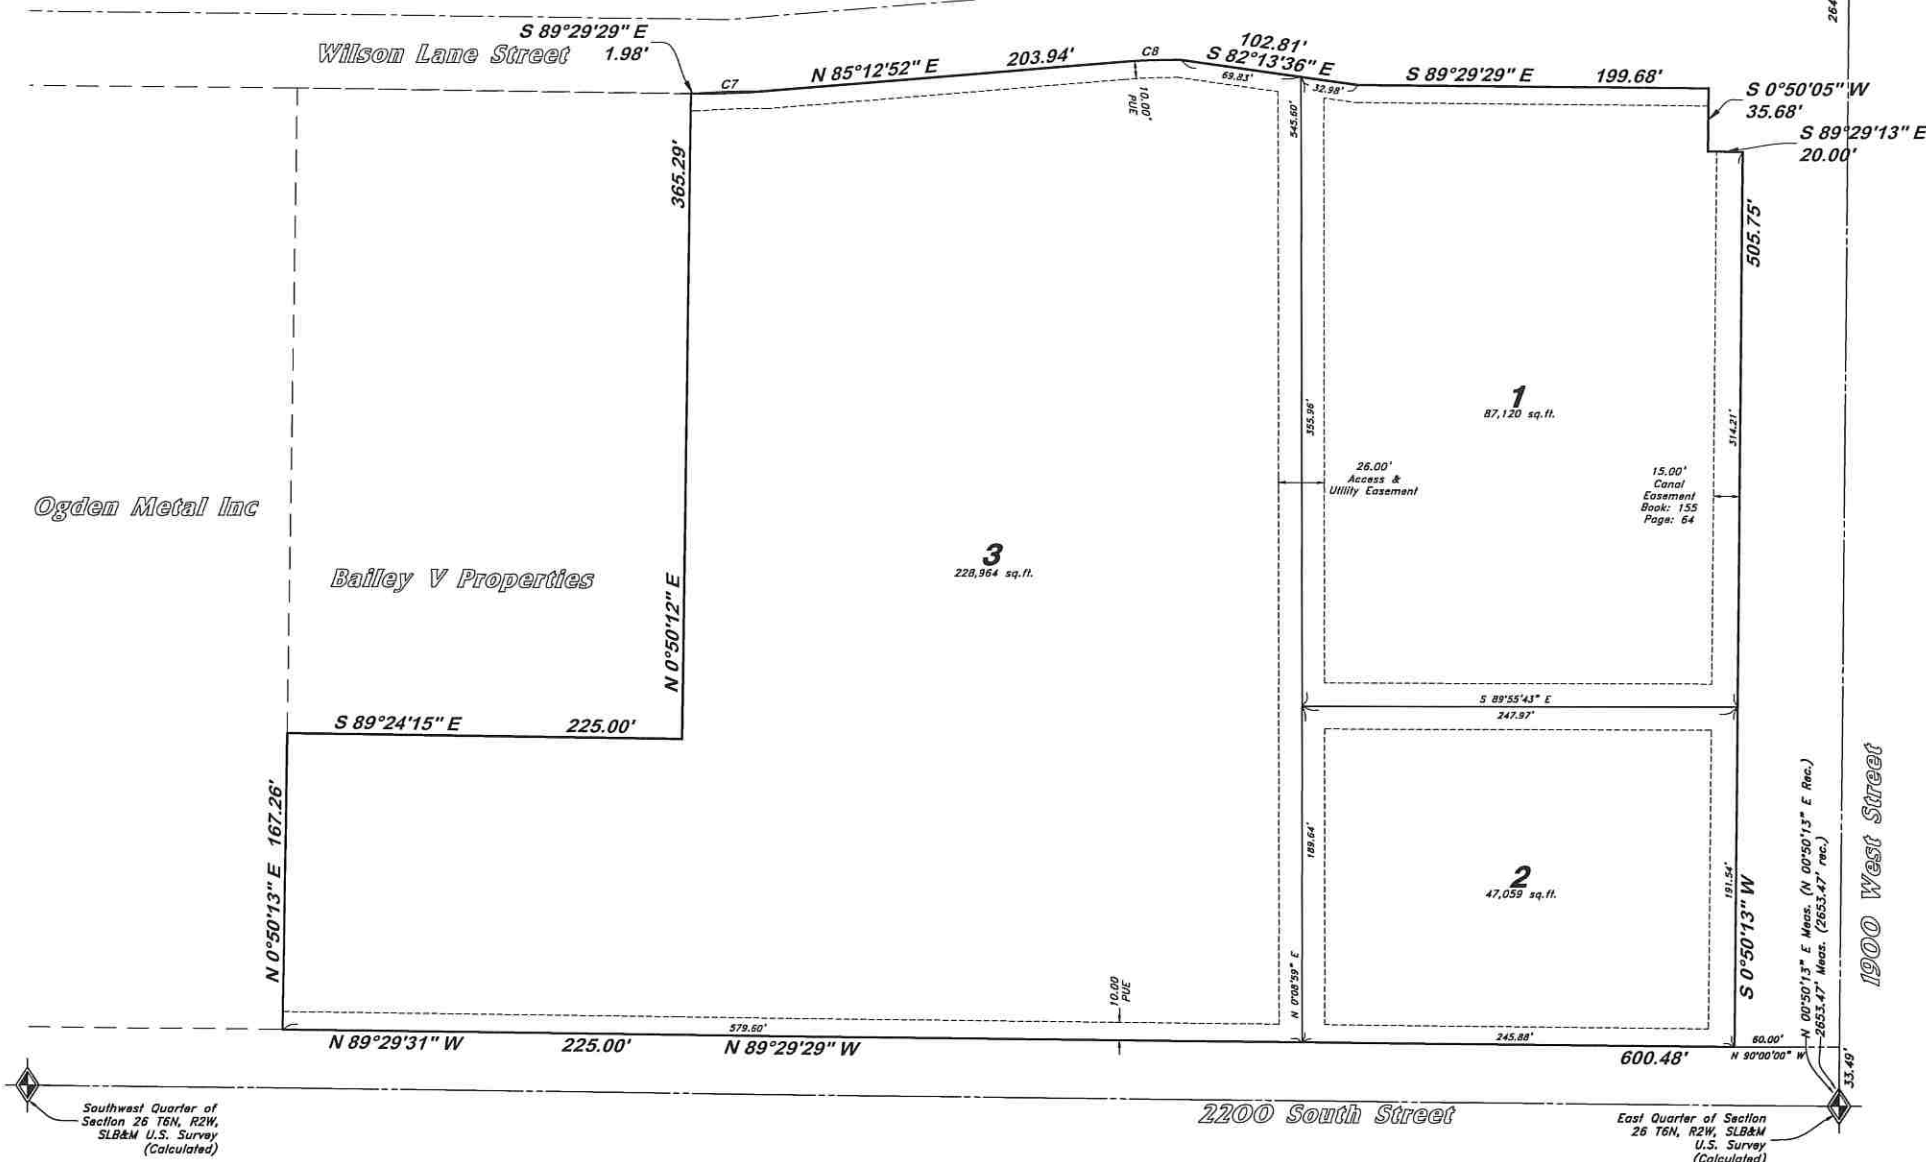 264
S 89°29'29" E
1.98'
Wilson Lane Street
C7
N 85°12'52" E
203.94'
C8
102.81'
S 82°13'36" E
69.83'
32.98'
S 89°29'29" E
199.68'
S 0°50'05" W
35.68'
S 89°29'13" E
20.00'
10.00'
PUE
545.60'
365.29'
505.75'
1
87,120 sq.ft.
355.96'
314.21'
26.00'
Access &
Utility Easement
15.00'
Canal
Easement
Book: 155
Page: 64
Ogden Metal Inc
Bailey V Properties
3
228,964 sq.ft.
N 0°50'12" E
S 89°24'15" E
225.00'
S 89°55'43" E
247.97'
N 0°50'13" E 167.26'
189.64'
2
47,059 sq.ft.
191.54'
S 0°50'13" W
N 00°50'13" E Meas. (N 00°50'13" E Rec.)
2653.47' Meas. (2653.47' rec.)
1900 West Street
10.00
PUE
N 0°08'59" E
579.60'
N 89°29'31" W
225.00'
N 89°29'29" W
245.88'
600.48'
60.00'
N 90°00'00" W
33.49'
Southwest Quarter of
Section 26 T6N, R2W,
SLB&M U.S. Survey
(Calculated)
2200 South Street
East Quarter of Section
26 T6N, R2W, SLB&M
U.S. Survey
(Calculated)